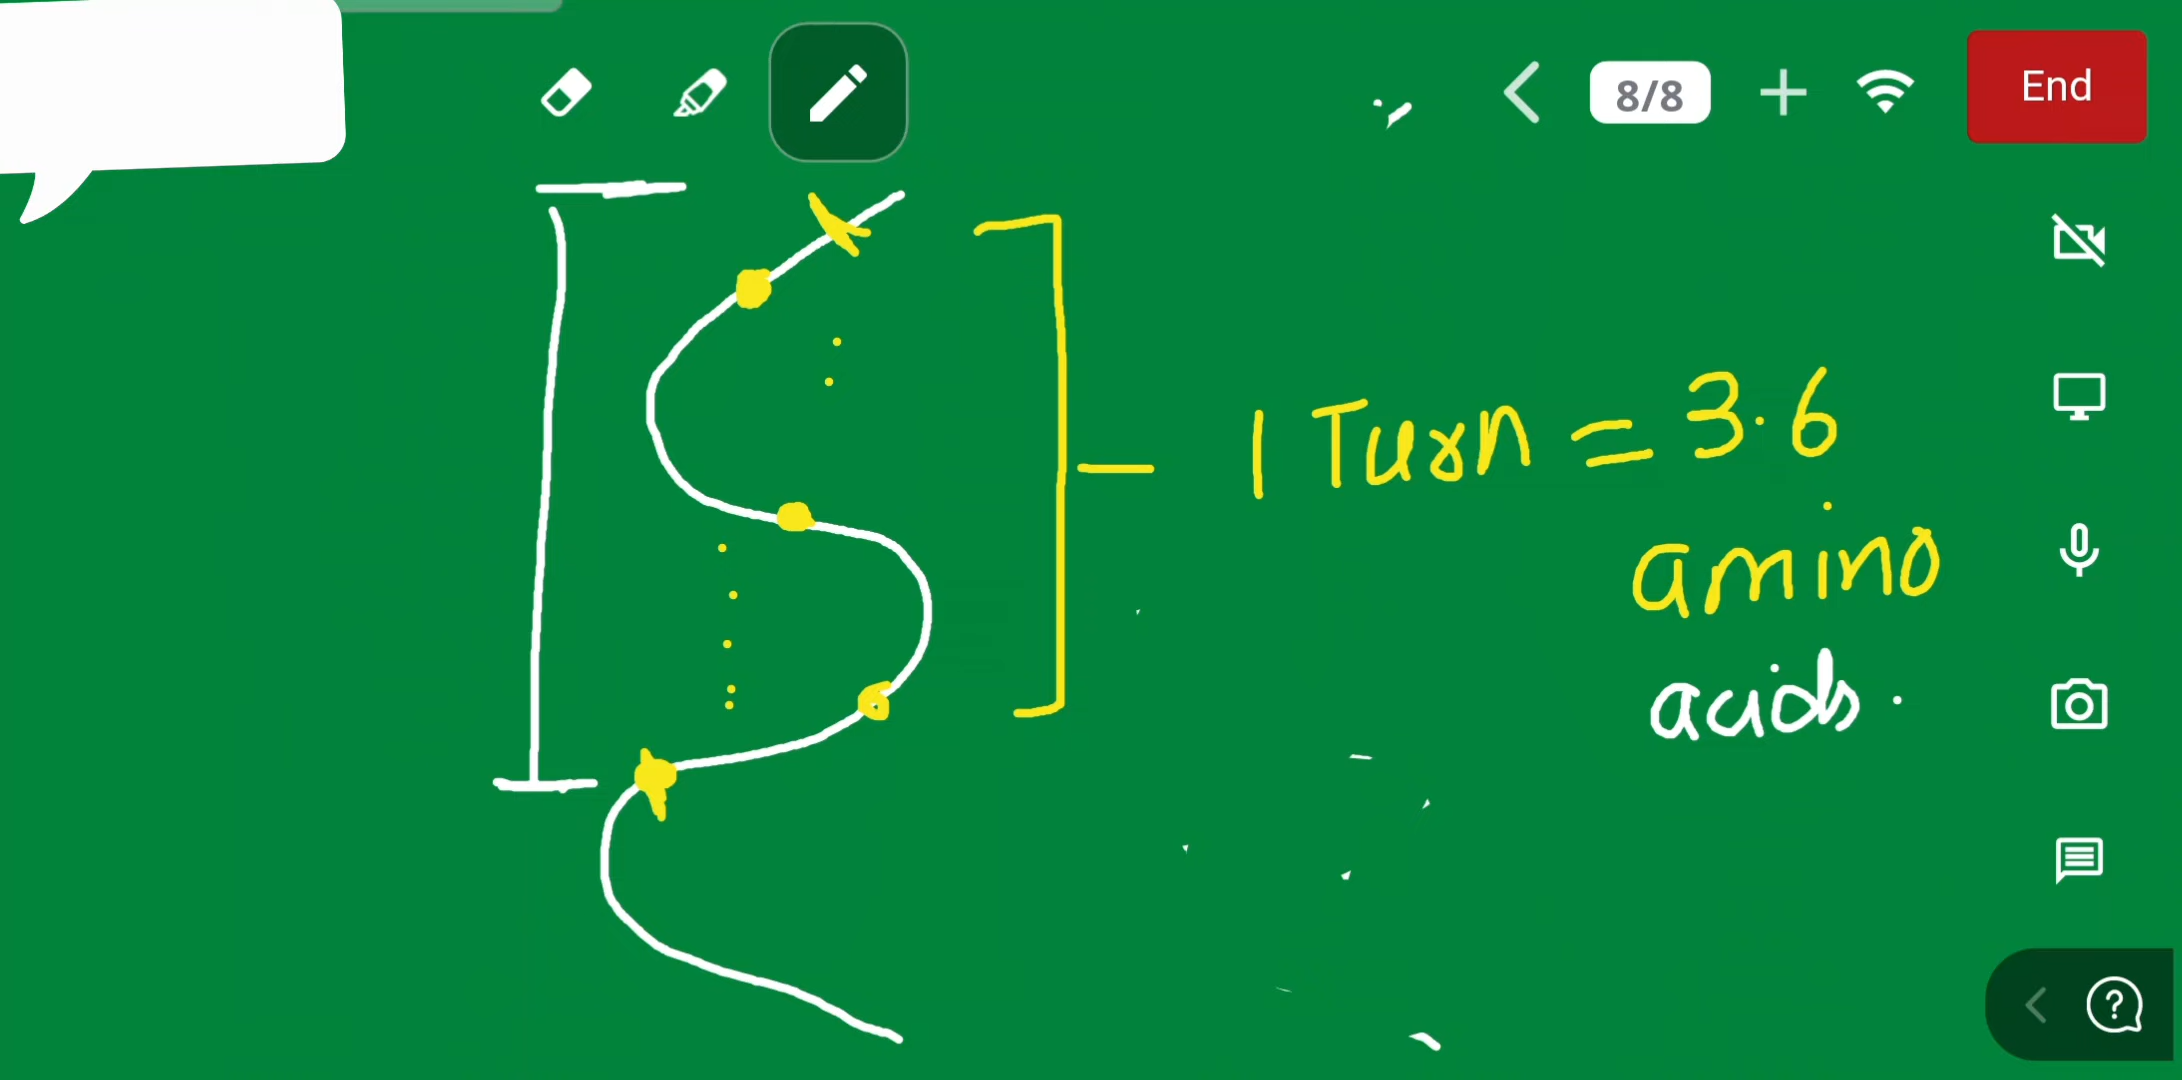 8/8
End
1 Turn = 3.6
amino
acids.